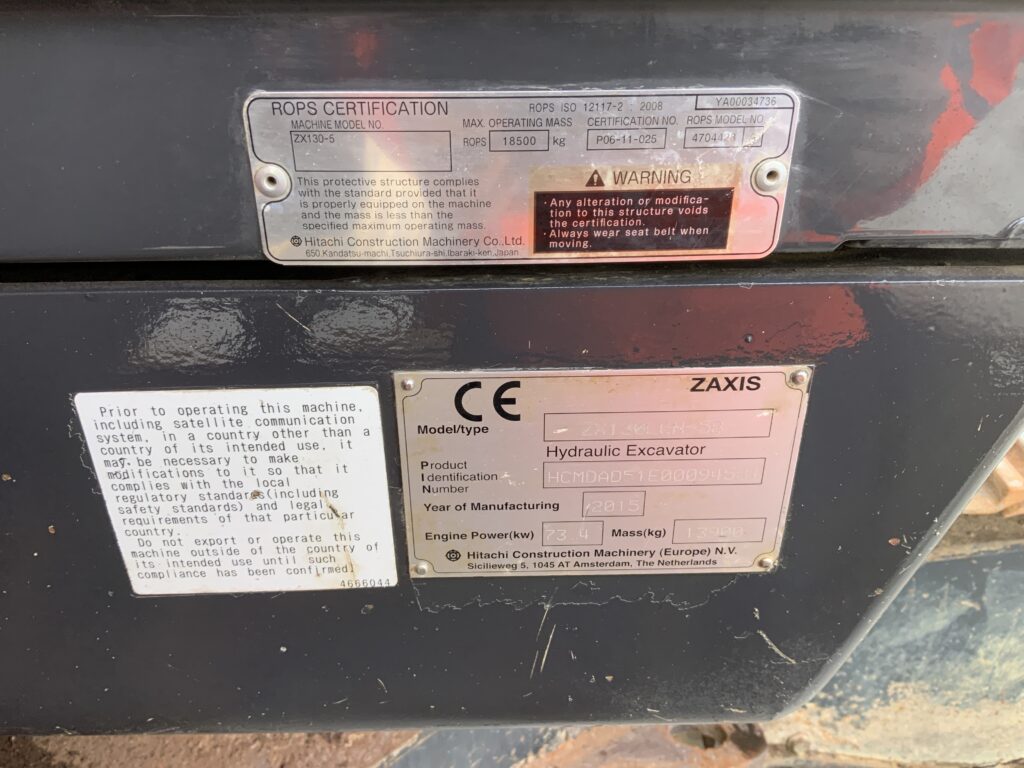 ROPS CERTIFICATION
ROPS ISO 12117-2 : 2008
YA00034736
MACHINE MODEL NO.
ZX130-5
MAX. OPERATING MASS
ROPS 18500 kg
CERTIFICATION NO.
P06-11-025
ROPS MODEL NO.
This protective structure complies
with the standard provided that it
is properly equipped on the machine
and the mass is less than the
specified maximum operating mass.
Hitachi Construction Machinery Co.,Ltd.
650,Kandatsu-machi,Tsuchiura-shi,Ibaraki-ken,Japan
WARNING
· Any alteration or modifica-
tion to this structure voids
the certification.
· Always wear seat belt when
moving.
Prior to operating this machine,
including satellite communication
system, in a country other than a
country of its intended use, it
may be necessary to make
modifications to it so that it
complies with the local
regulatory standards(including
safety standards) and legal
requirements of that particular
country.
Do not export or operate this
machine outside of the country of
its intended use until such
compliance has been confirmed.
4666044
CE
ZAXIS
Model/type
Hydraulic Excavator
Product
Identification
Number
Year of Manufacturing /2015
Engine Power(kw) 73.4 Mass(kg)
Hitachi Construction Machinery (Europe) N.V.
Sicilieweg 5, 1045 AT Amsterdam, The Netherlands